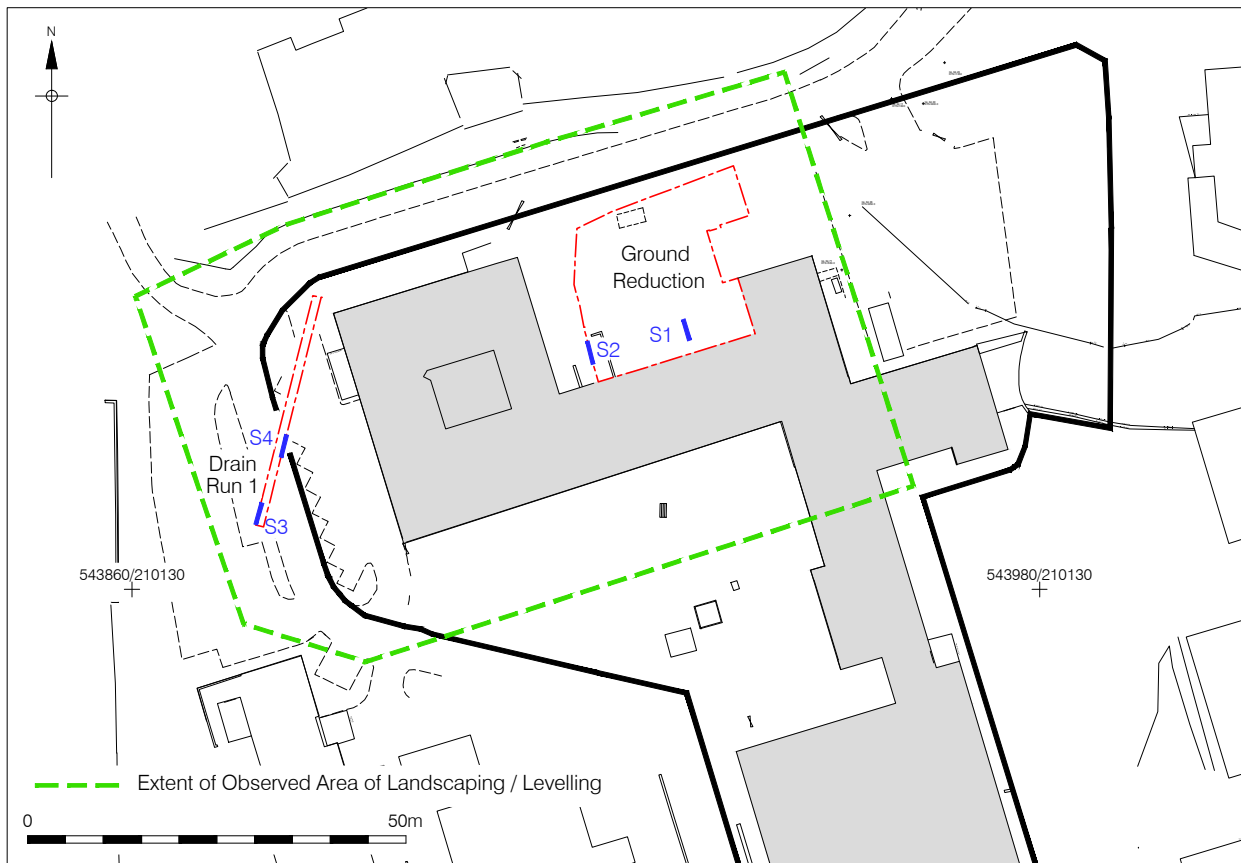 N
Ground
Reduction
S1
S2
S4
Drain
Run 1
S3
543860/210130
543980/210130
Extent of Observed Area of Landscaping / Levelling
0
50m